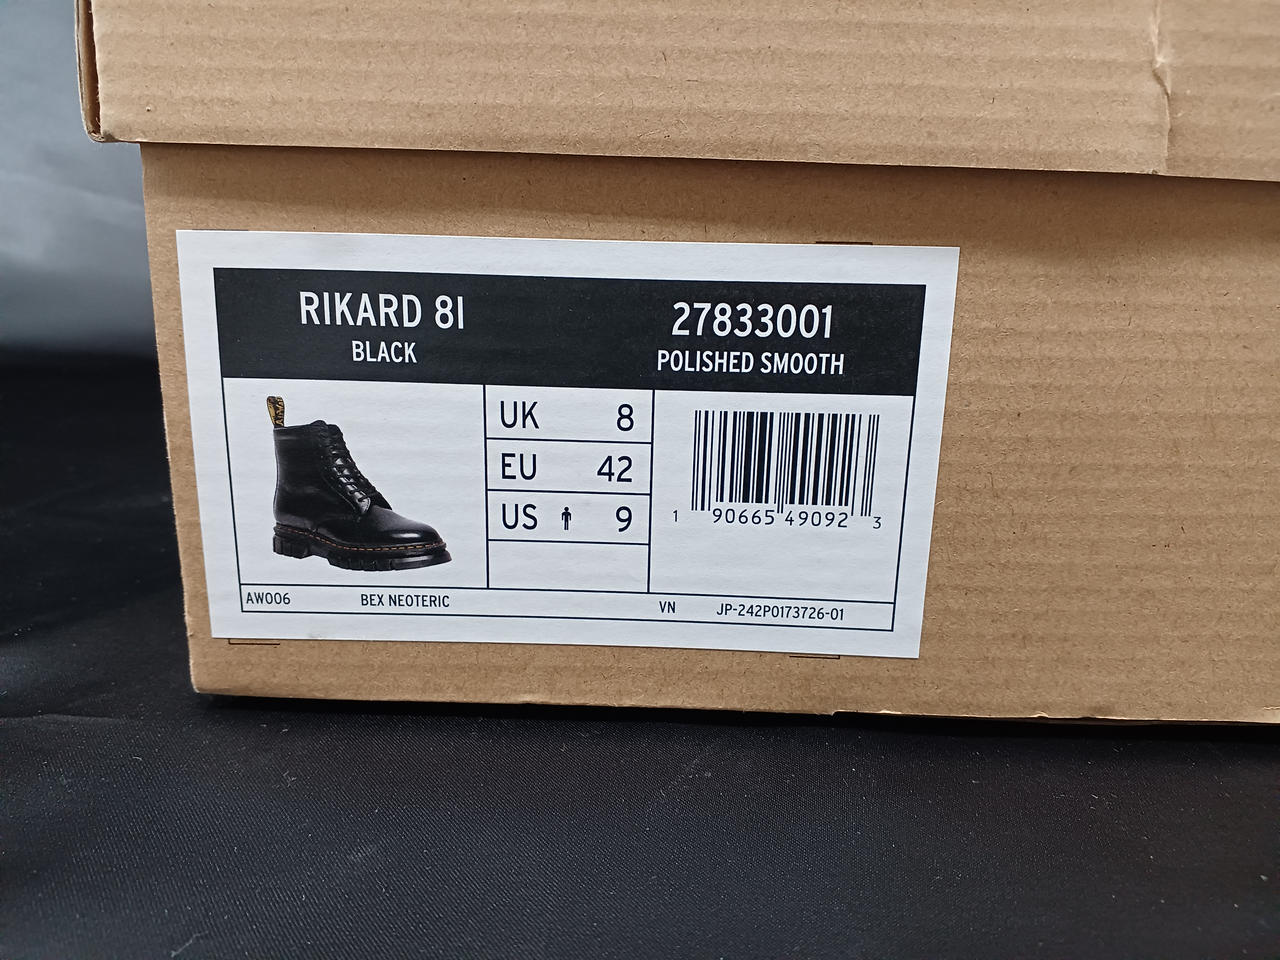 RIKARD 8I
BLACK
27833001
POLISHED SMOOTH
UK 8
EU 42
US 9
1 90665 49092 3
AW006 BEX NEOTERIC VN JP-242P0173726-01